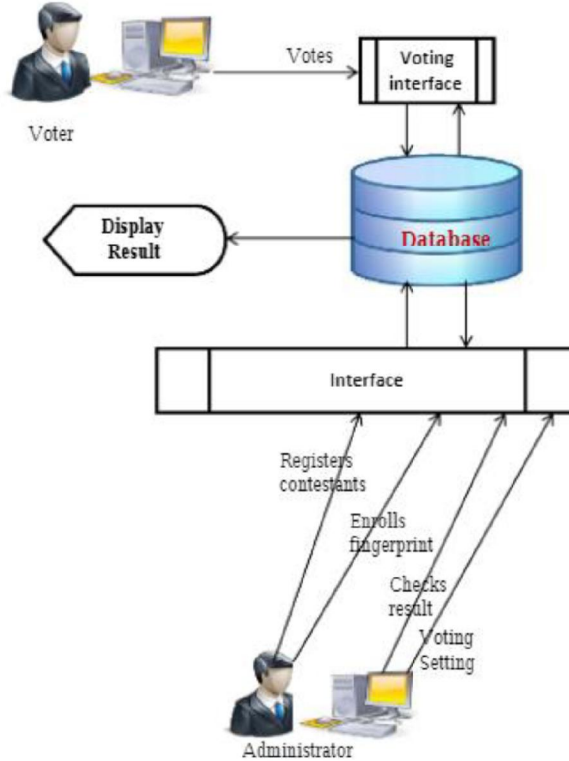 Votes
Voting
interface
Voter
Display
Result
Database
Interface
Registers
contestants
Enrolls
fingerprint
Checks
result
Voting
Setting
Administrator